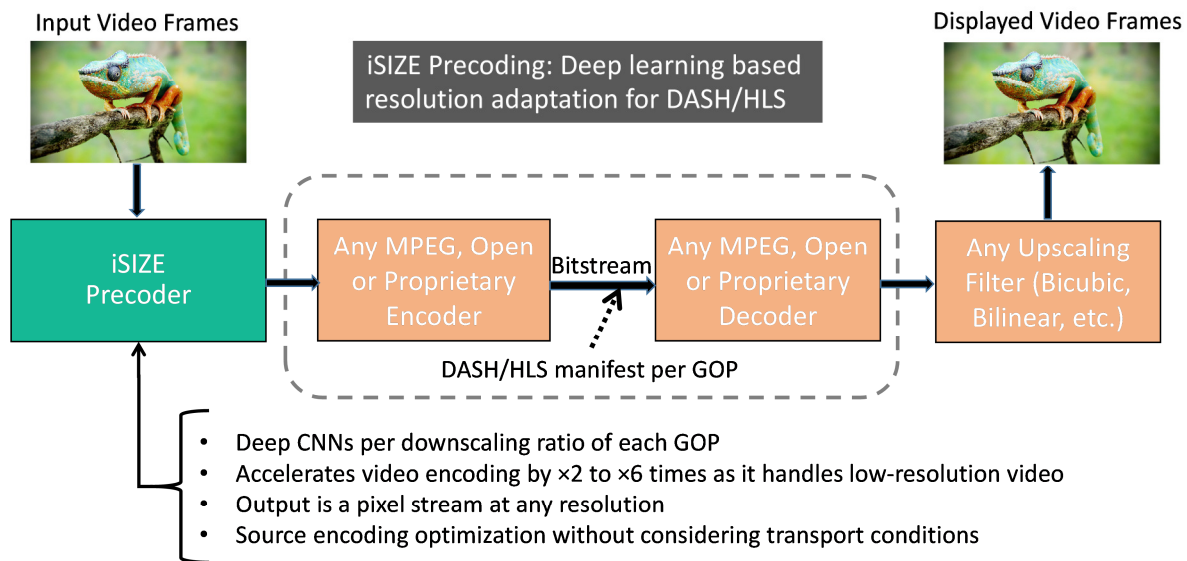 Input Video Frames
Displayed Video Frames
iSIZE Precoding: Deep learning based
resolution adaptation for DASH/HLS
iSIZE
Precoder
Any MPEG, Open
or Proprietary
Encoder
Bitstream
Any MPEG, Open
or Proprietary
Decoder
Any Upscaling
Filter (Bicubic,
Bilinear, etc.)
DASH/HLS manifest per GOP
• Deep CNNs per downscaling ratio of each GOP
• Accelerates video encoding by ×2 to ×6 times as it handles low-resolution video
• Output is a pixel stream at any resolution
• Source encoding optimization without considering transport conditions